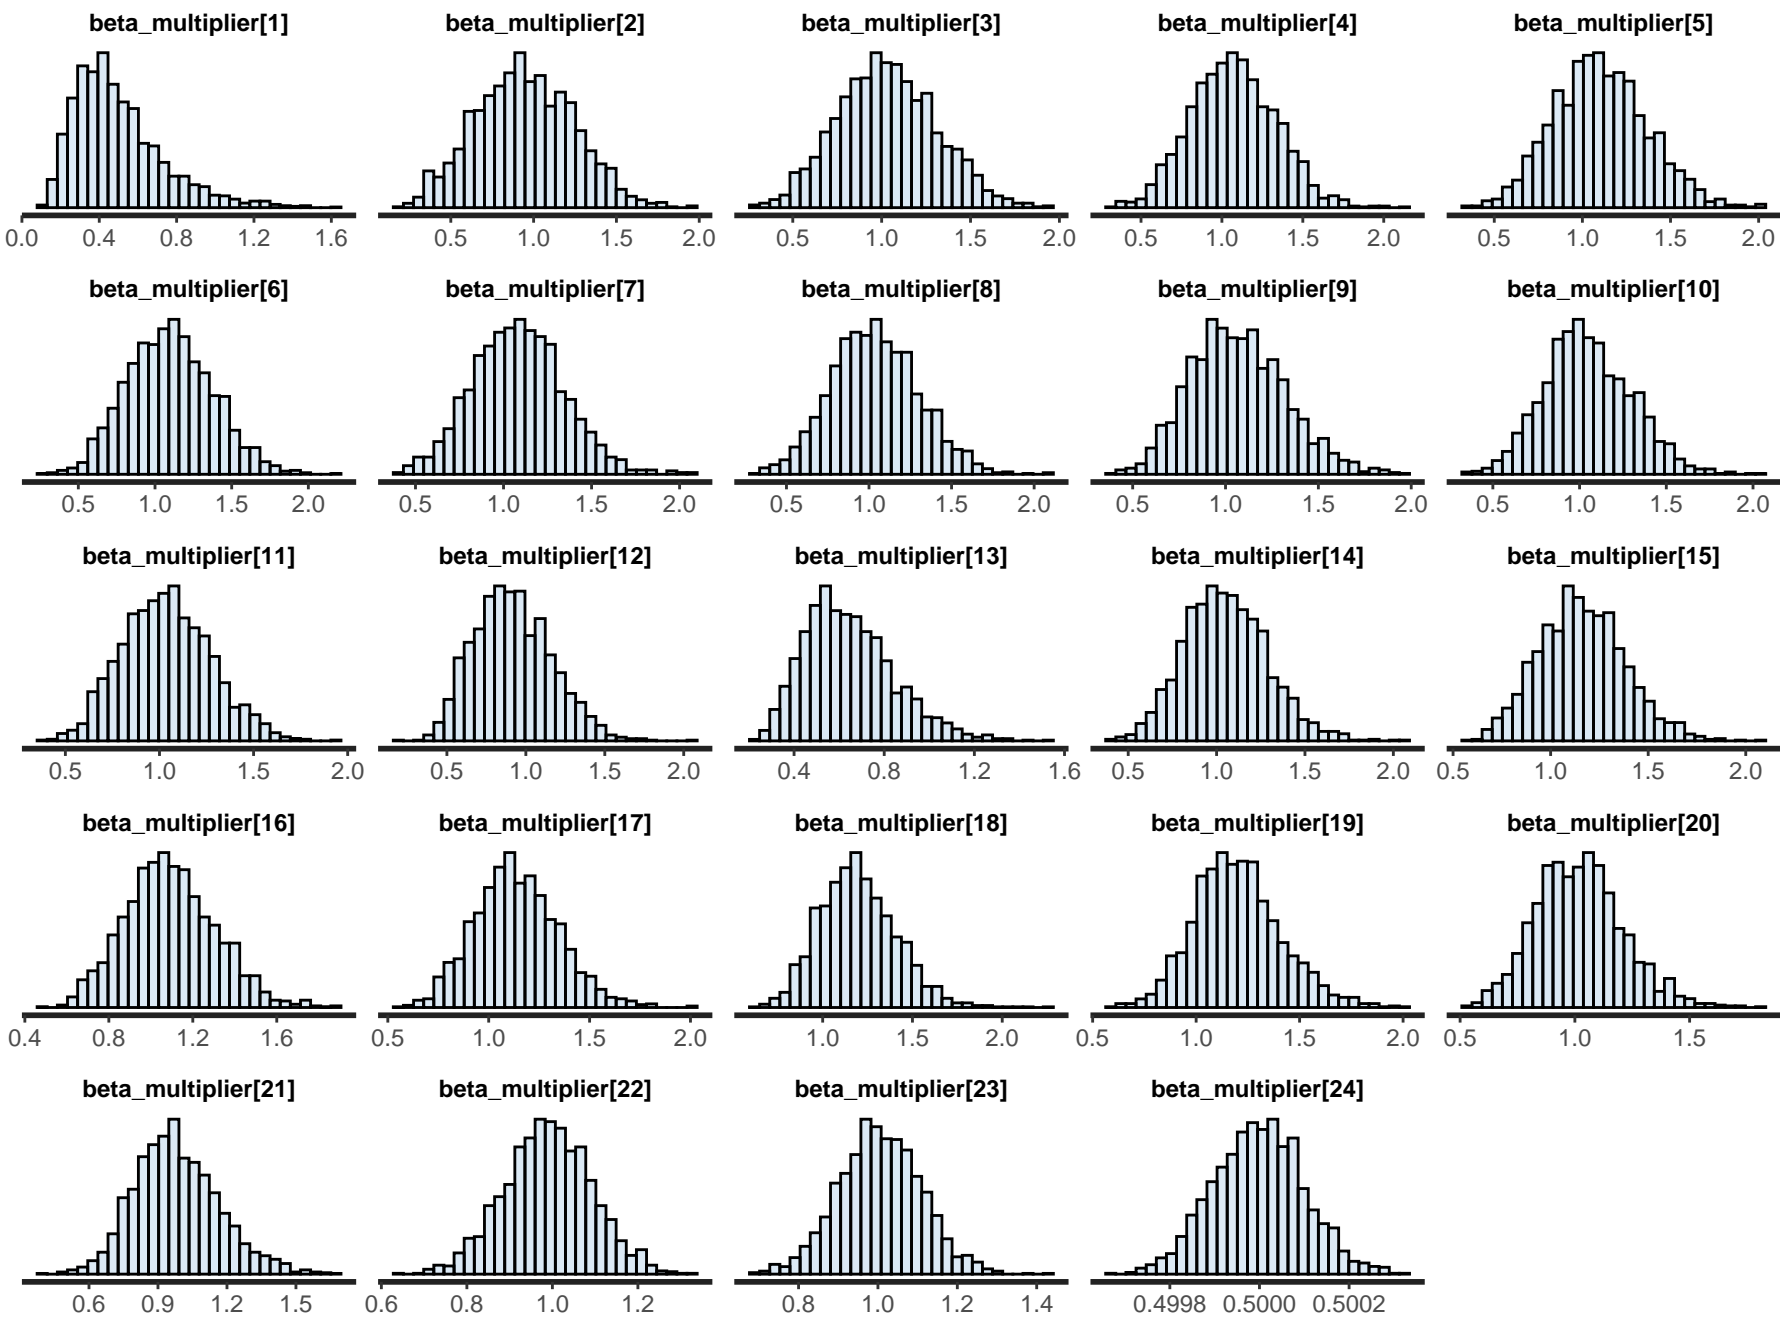 beta_multiplier[1] beta_multiplier[2] beta_multiplier[3] beta_multiplier[4] beta_multiplier[5]
0.0 0.4 0.8 1.2 1.6 0.5 1.0 1.5 2.0 0.5 1.0 1.5 2.0 0.5 1.0 1.5 2.0 0.5 1.0 1.5 2.0
beta_multiplier[6] beta_multiplier[7] beta_multiplier[8] beta_multiplier[9] beta_multiplier[10]
0.5 1.0 1.5 2.0 0.5 1.0 1.5 2.0 0.5 1.0 1.5 2.0 0.5 1.0 1.5 2.0 0.5 1.0 1.5 2.0
beta_multiplier[11] beta_multiplier[12] beta_multiplier[13] beta_multiplier[14] beta_multiplier[15]
0.5 1.0 1.5 2.0 0.5 1.0 1.5 2.0 0.4 0.8 1.2 1.6 0.5 1.0 1.5 2.0 0.5 1.0 1.5 2.0
beta_multiplier[16] beta_multiplier[17] beta_multiplier[18] beta_multiplier[19] beta_multiplier[20]
0.4 0.8 1.2 1.6 0.5 1.0 1.5 2.0 1.0 1.5 2.0 0.5 1.0 1.5 2.0 0.5 1.0 1.5
beta_multiplier[21] beta_multiplier[22] beta_multiplier[23] beta_multiplier[24]
0.6 0.9 1.2 1.5 0.6 0.8 1.0 1.2 0.8 1.0 1.2 1.4 0.4998 0.5000 0.5002